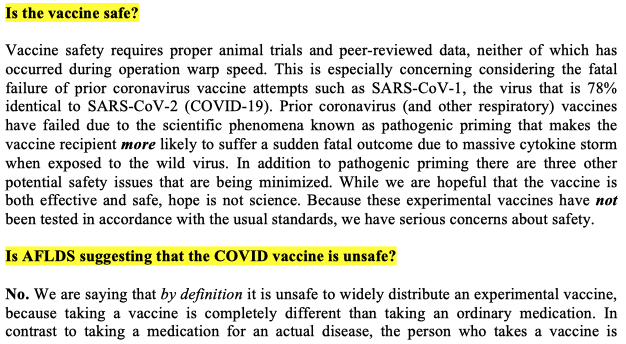 Is the vaccine safe?
Vaccine safety requires proper animal trials and peer-reviewed data, neither of which has
occurred during operation warp speed. This is especially concerning considering the fatal
failure of prior coronavirus vaccine attempts such as SARS-CoV-1, the virus that is 78%
identical to SARS-CoV-2 (COVID-19). Prior coronavirus (and other respiratory) vaccines
have failed due to the scientific phenomena known as pathogenic priming that makes the
vaccine recipient more likely to suffer a sudden fatal outcome due to massive cytokine storm
when exposed to the wild virus. In addition to pathogenic priming there are three other
potential safety issues that are being minimized. While we are hopeful that the vaccine is
both effective and safe, hope is not science. Because these experimental vaccines have not
been tested in accordance with the usual standards, we have serious concerns about safety.
Is AFLDS suggesting that the COVID vaccine is unsafe?
No. We are saying that by definition it is unsafe to widely distribute an experimental vaccine,
because taking a vaccine is completely different than taking an ordinary medication. In
contrast to taking a medication for an actual disease, the person who takes a vaccine is